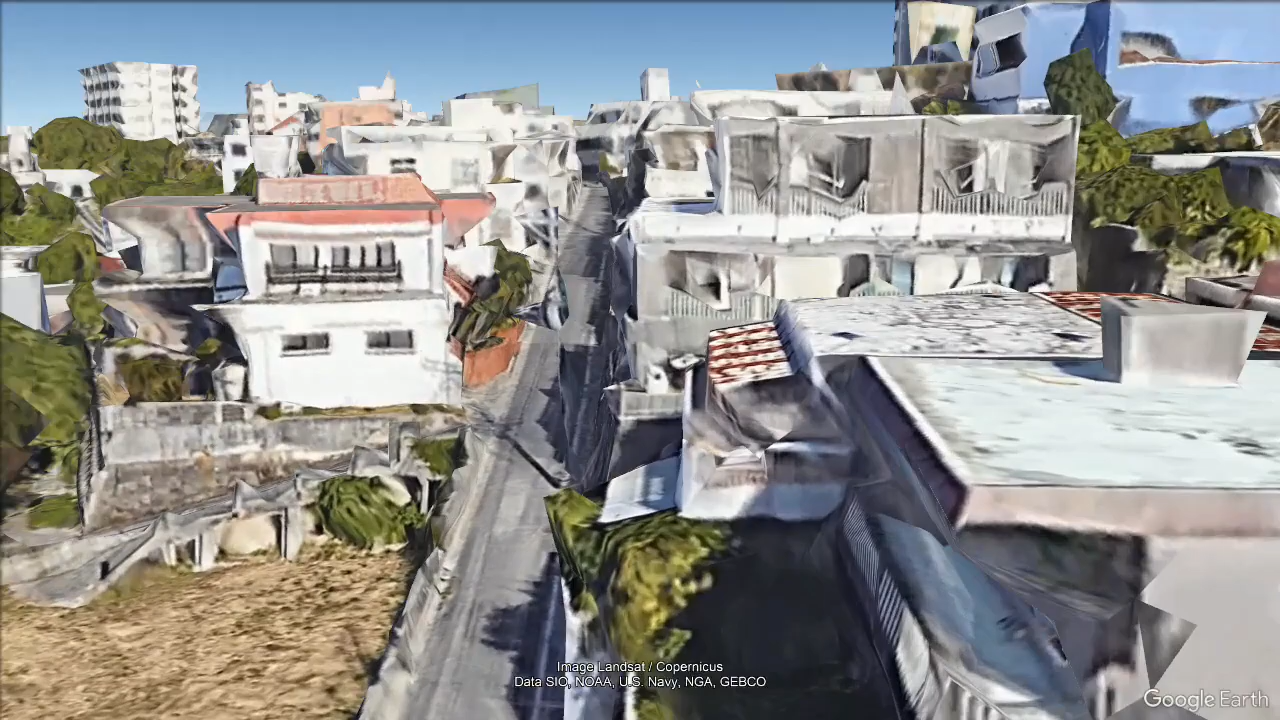 Image Landsat / Copernicus
Data SIO, NOAA, U.S. Navy, NGA, GEBCO
Google Earth